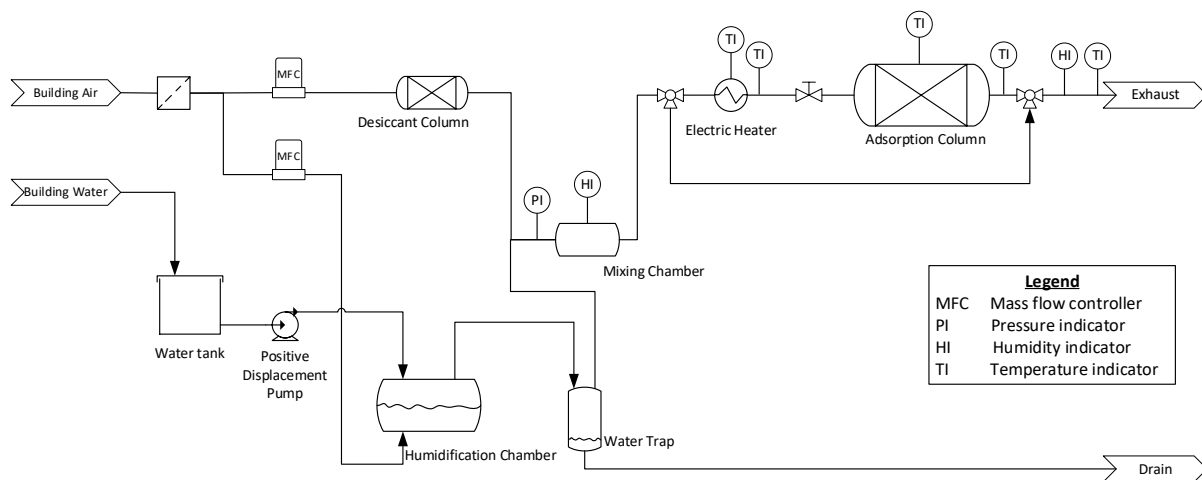 TI
TI
TI
TI
HI
TI
MFC
Building Air
Desiccant Column
Electric Heater
Adsorption Column
Exhaust
MFC
Building Water
PI
HI
Mixing Chamber
Legend
MFC Mass flow controller
PI Pressure indicator
HI Humidity indicator
TI Temperature indicator
Water tank
Positive
Displacement
Pump
Humidification Chamber
Water Trap
Drain